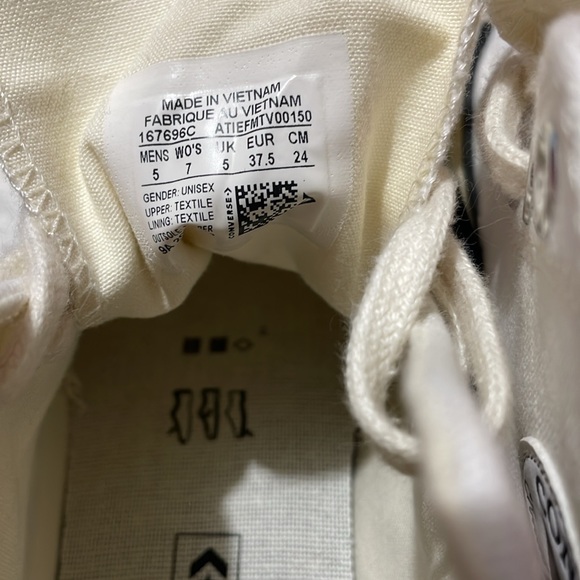 MADE IN VIETNAM
FABRIQUE AU VIETNAM
167696C ATIEFMTV00150
MENS WO'S UK EUR CM
5 7 5 37.5 24
GENDER: UNISEX
UPPER: TEXTILE
LINING: TEXTILE
CONVERSE